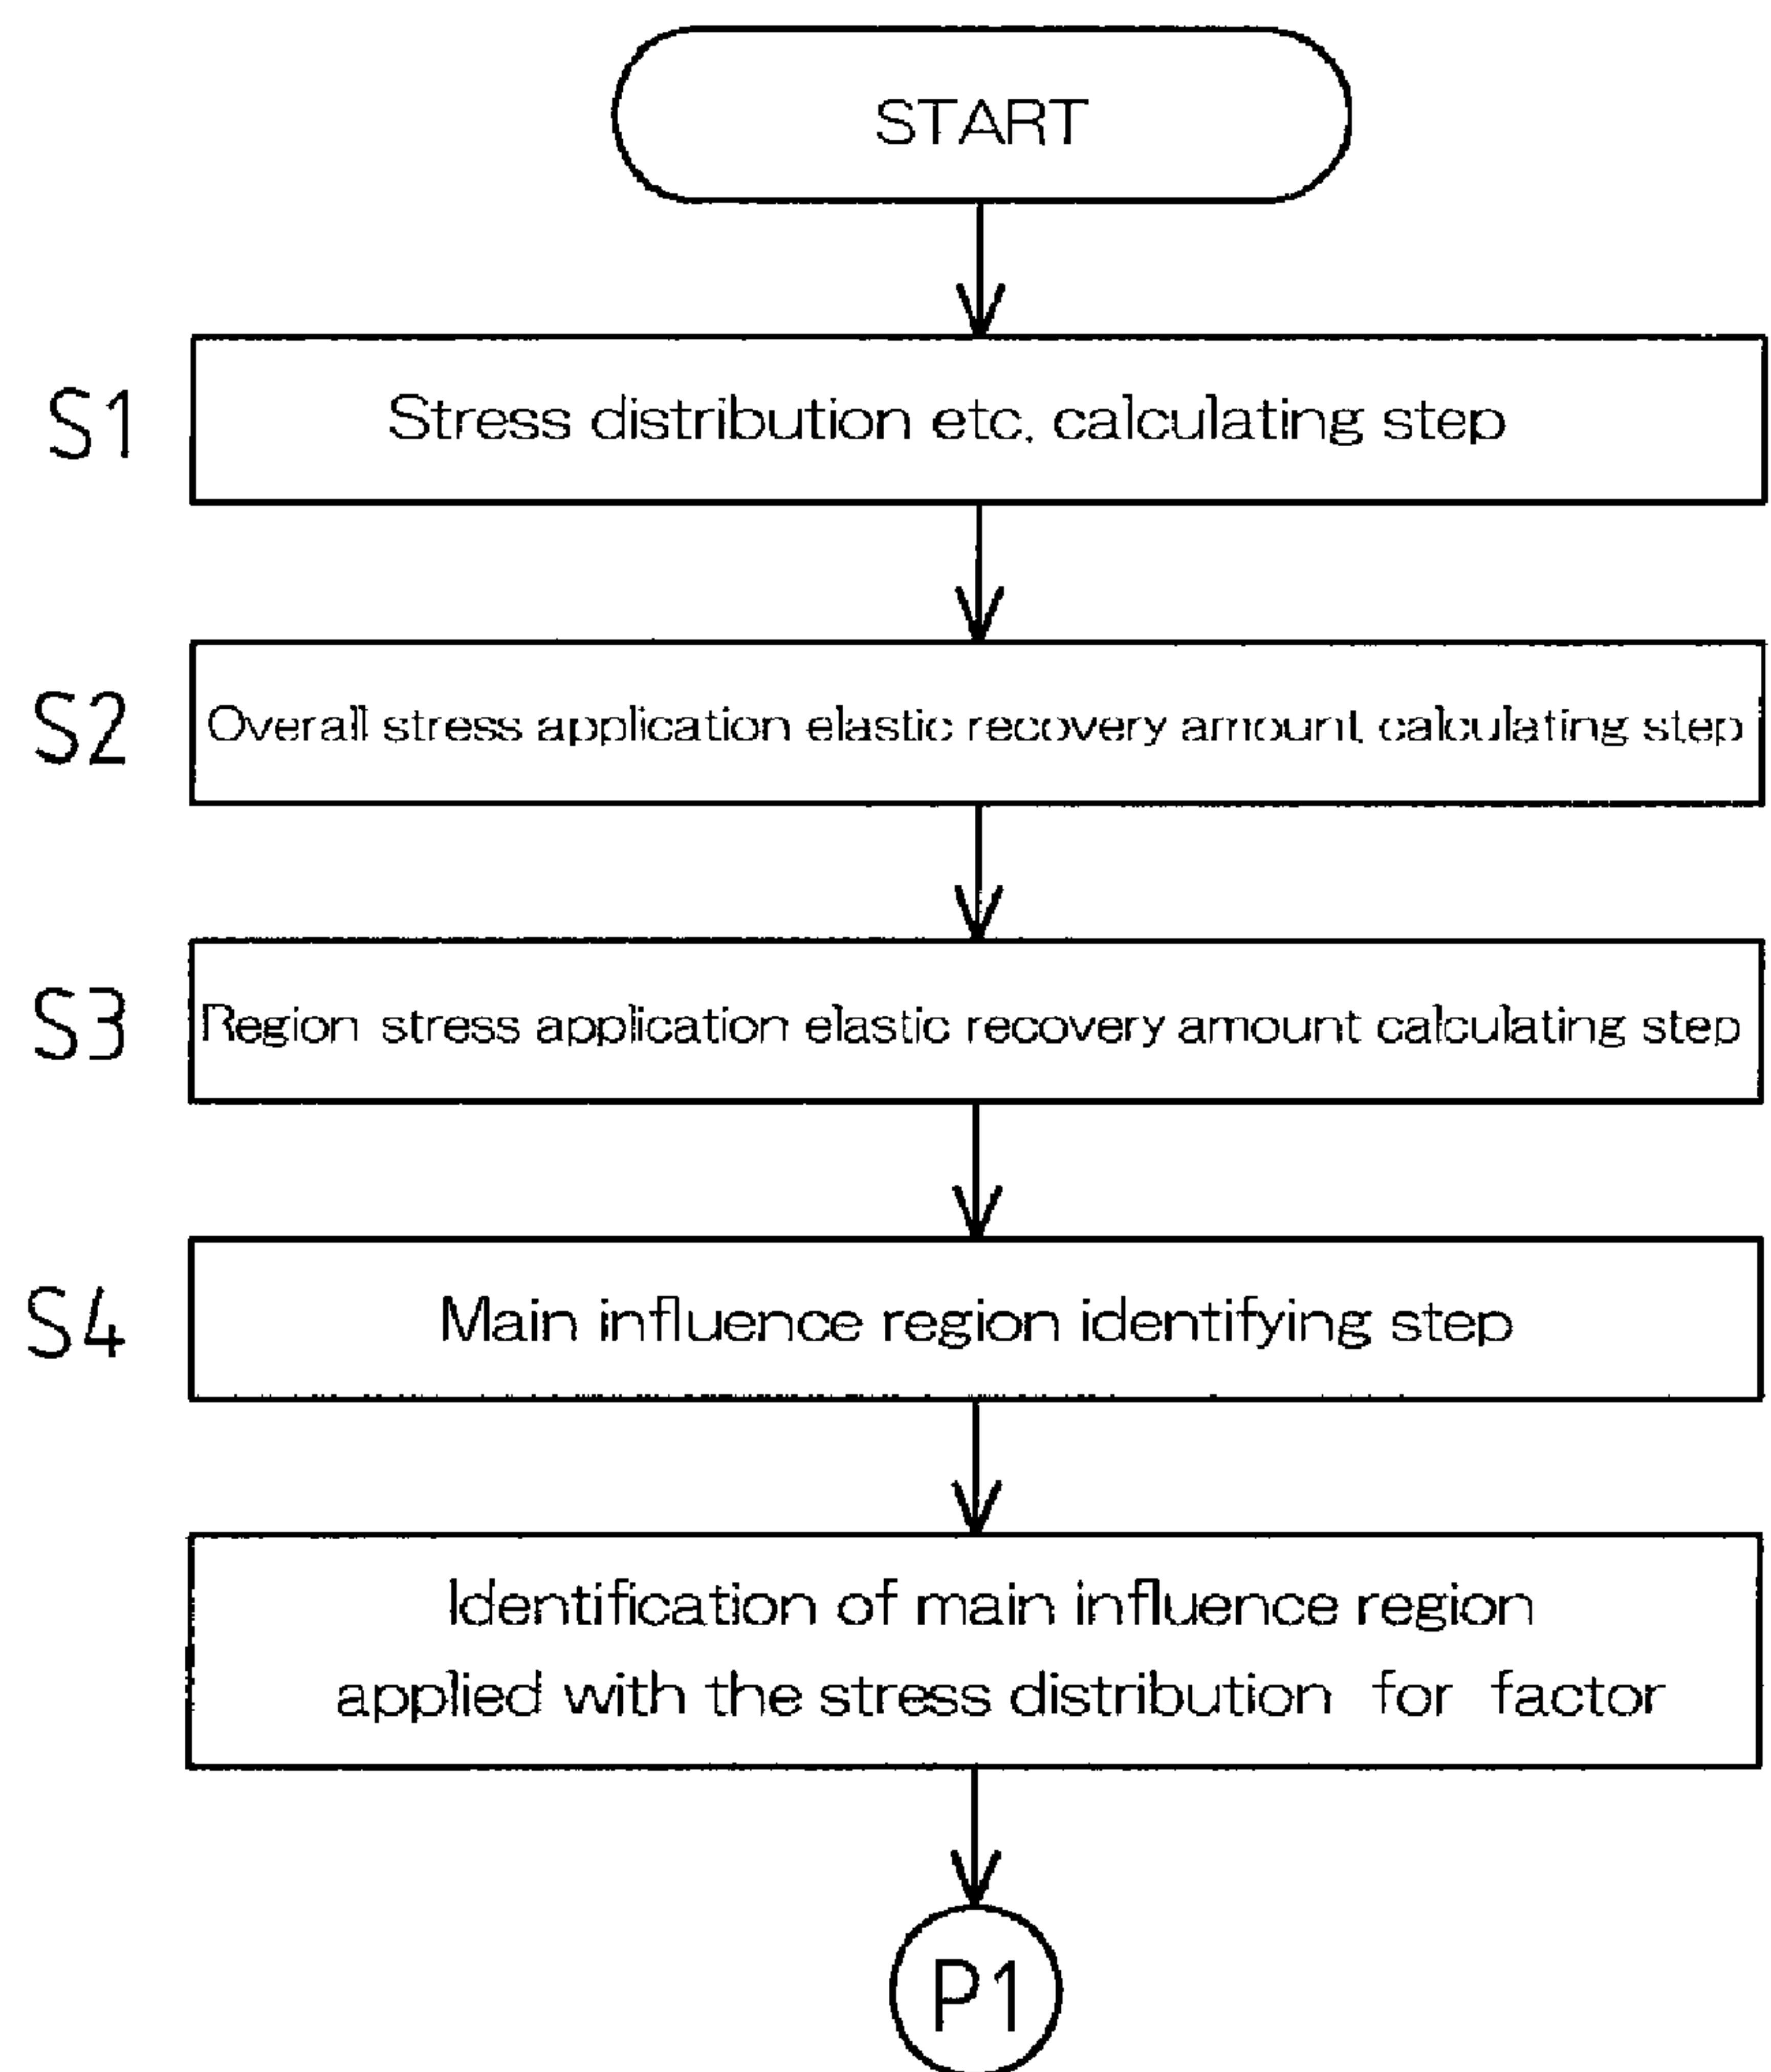 START
S1
Stress distribution etc. calculating step
S2
Overall stress application elastic recovery amount calculating step
S3
Region stress application elastic recovery amount calculating step
S4
Main influence region identifying step
Identification of main influence region
applied with the stress distribution for factor
P1